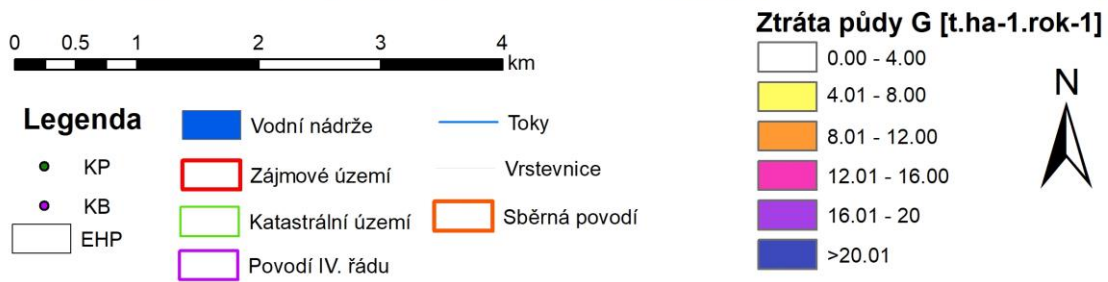 0 0.5 1 2 3 4
km
Legenda
KP
KB
EHP
Vodní nádrže
Zájmové území
Katastrální území
Povodí IV. řádu
Toky
Vrstevnice
Sběrná povodí
Ztráta půdy G [t.ha-1.rok-1]
0.00 - 4.00
4.01 - 8.00
8.01 - 12.00
12.01 - 16.00
16.01 - 20
>20.01
N